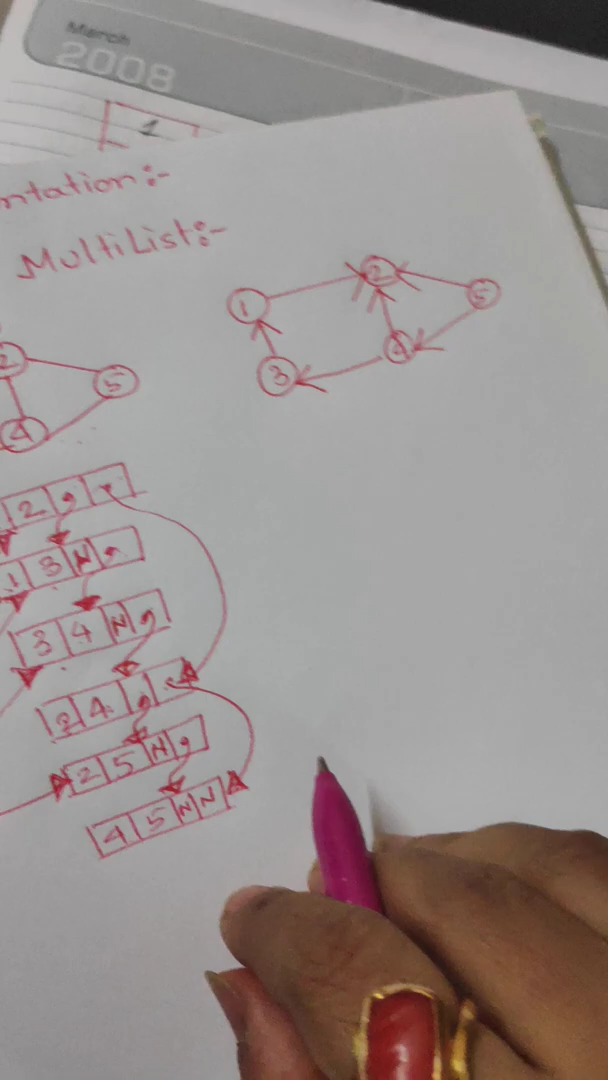 March
2008
1
ntation:-
MultiList:-
1 2 5
3 4
2 5
4
1 2
1 3 N
3 4 N
2 4
2 5 N
4 5 N N